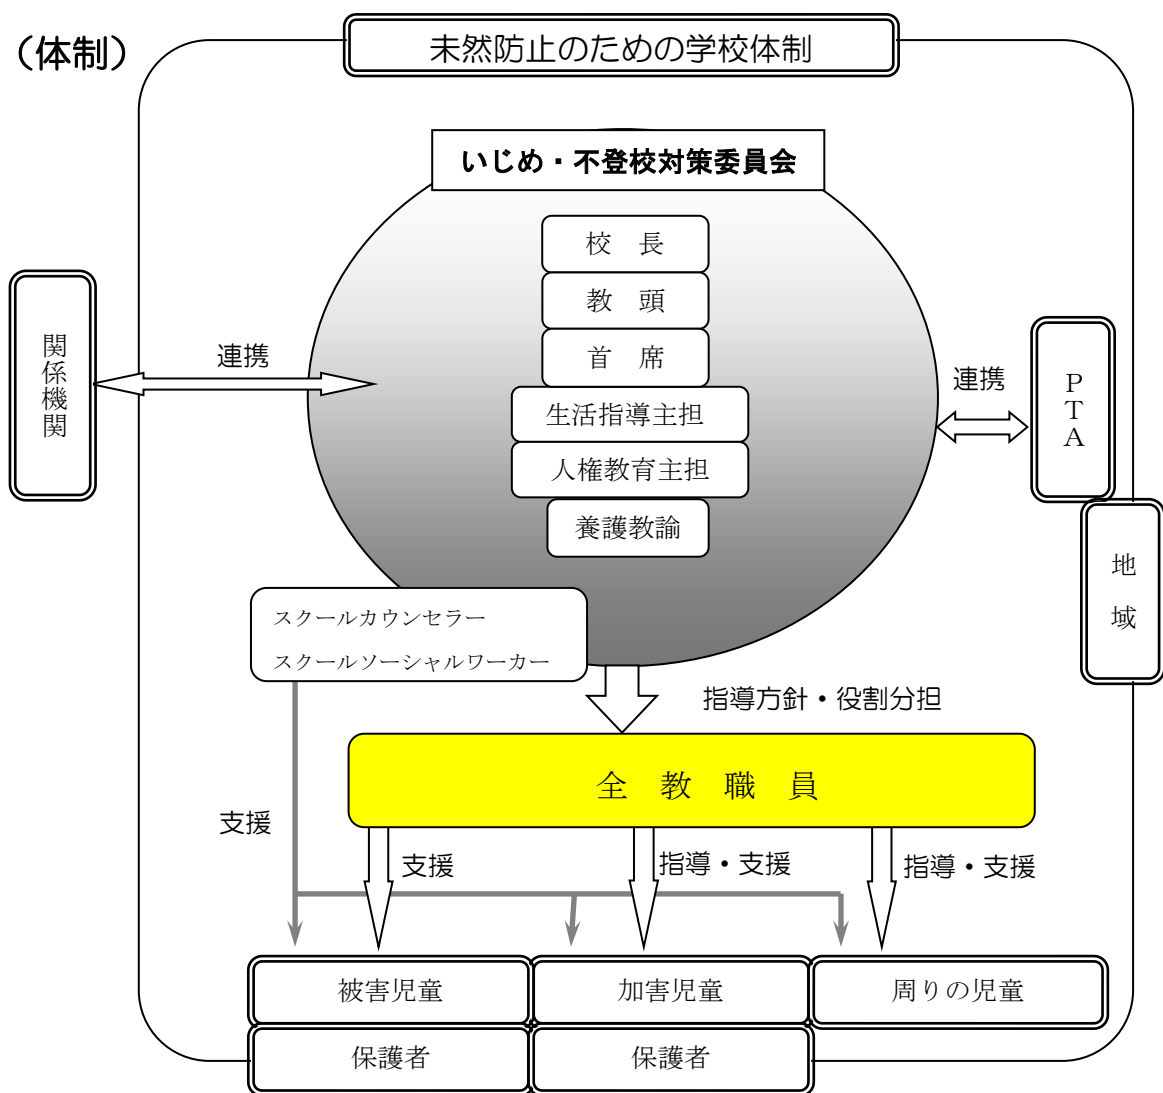 (体制)
未然防止のための学校体制
いじめ・不登校対策委員会
校 長
教 頭
首 席
生活指導主担
人権教育主担
養護教諭
関係機関
連携
連携
PTA
地域
スクールカウンセラー
スクールソーシャルワーカー
指導方針・役割分担
全 教 職 員
支援
支援
指導・支援
指導・支援
被害児童
加害児童
周りの児童
保護者
保護者